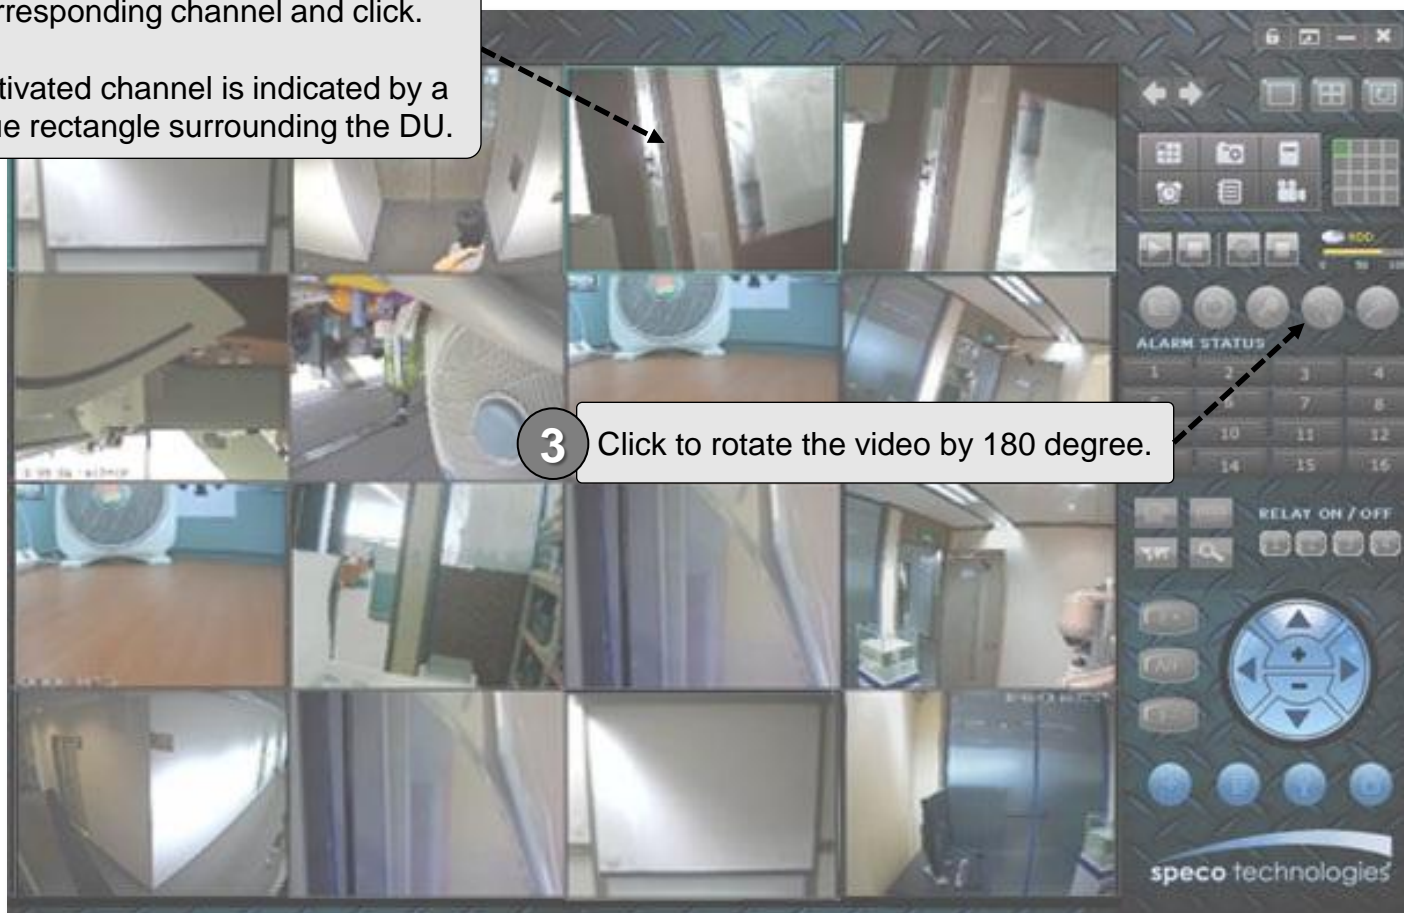 rresponding channel and click.
tivated channel is indicated by a
ue rectangle surrounding the DU.
HDD
ALARM STATUS
1 2 3 4
7 8
10 11 12
14 15 16
3 Click to rotate the video by 180 degree.
RELAY ON / OFF
speco technologies